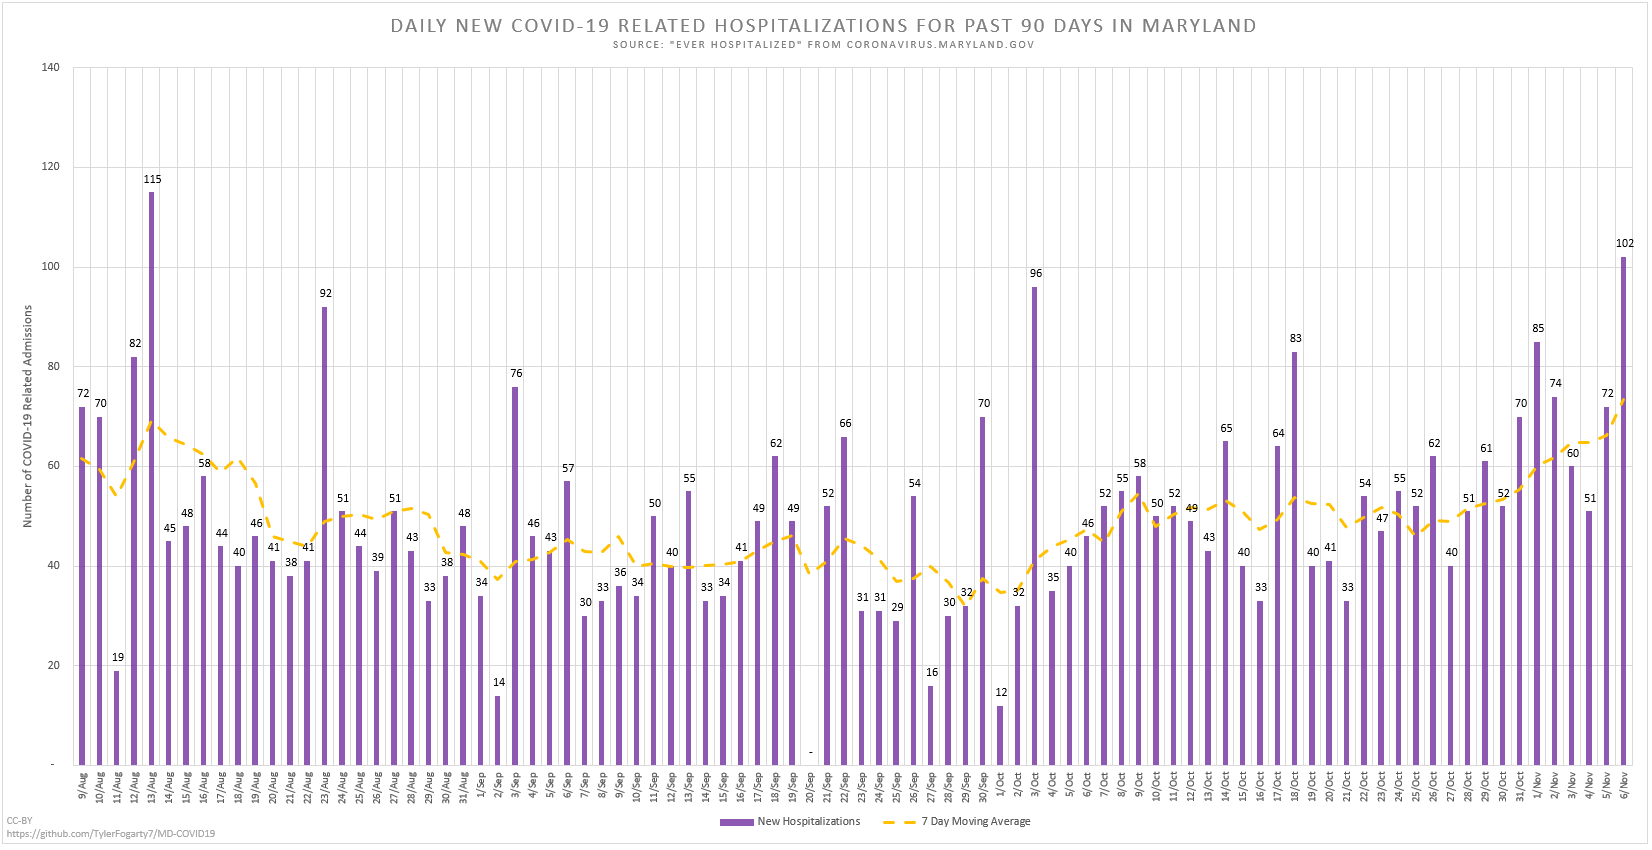 DAILY NEW COVID-19 RELATED HOSPITALIZATIONS FOR PAST 90 DAYS IN MARYLAND
SOURCE: "EVER HOSPITALIZED" FROM CORONAVIRUS.MARYLAND.GOV
Number of COVID-19 Related Admissions
140
120
100
80
60
40
20
-
72 70 19 82 115 45 48 58 44 40 46 41 38 41 92 51 44 39 51 43 33 38 48 34 14 76 46 43 57 30 33 36 34 50 40 55 33 34 41 49 62 49 - 52 66 31 31 29 54 16 30 32 70 12 32 96 35 40 46 52 55 58 50 52 49 43 65 40 33 64 83 40 41 33 54 47 55 52 62 40 51 61 52 70 85 74 60 51 72 102
9/Aug 10/Aug 11/Aug 12/Aug 13/Aug 14/Aug 15/Aug 16/Aug 17/Aug 18/Aug 19/Aug 20/Aug 21/Aug 22/Aug 23/Aug 24/Aug 25/Aug 26/Aug 27/Aug 28/Aug 29/Aug 30/Aug 31/Aug 1/Sep 2/Sep 3/Sep 4/Sep 5/Sep 6/Sep 7/Sep 8/Sep 9/Sep 10/Sep 11/Sep 12/Sep 13/Sep 14/Sep 15/Sep 16/Sep 17/Sep 18/Sep 19/Sep 20/Sep 21/Sep 22/Sep 23/Sep 24/Sep 25/Sep 26/Sep 27/Sep 28/Sep 29/Sep 30/Sep 1/Oct 2/Oct 3/Oct 4/Oct 5/Oct 6/Oct 7/Oct 8/Oct 9/Oct 10/Oct 11/Oct 12/Oct 13/Oct 14/Oct 15/Oct 16/Oct 17/Oct 18/Oct 19/Oct 20/Oct 21/Oct 22/Oct 23/Oct 24/Oct 25/Oct 26/Oct 27/Oct 28/Oct 29/Oct 30/Oct 31/Oct 1/Nov 2/Nov 3/Nov 4/Nov 5/Nov 6/Nov
New Hospitalizations 7 Day Moving Average
CC-BY
https://github.com/TylerFogarty7/MD-COVID19